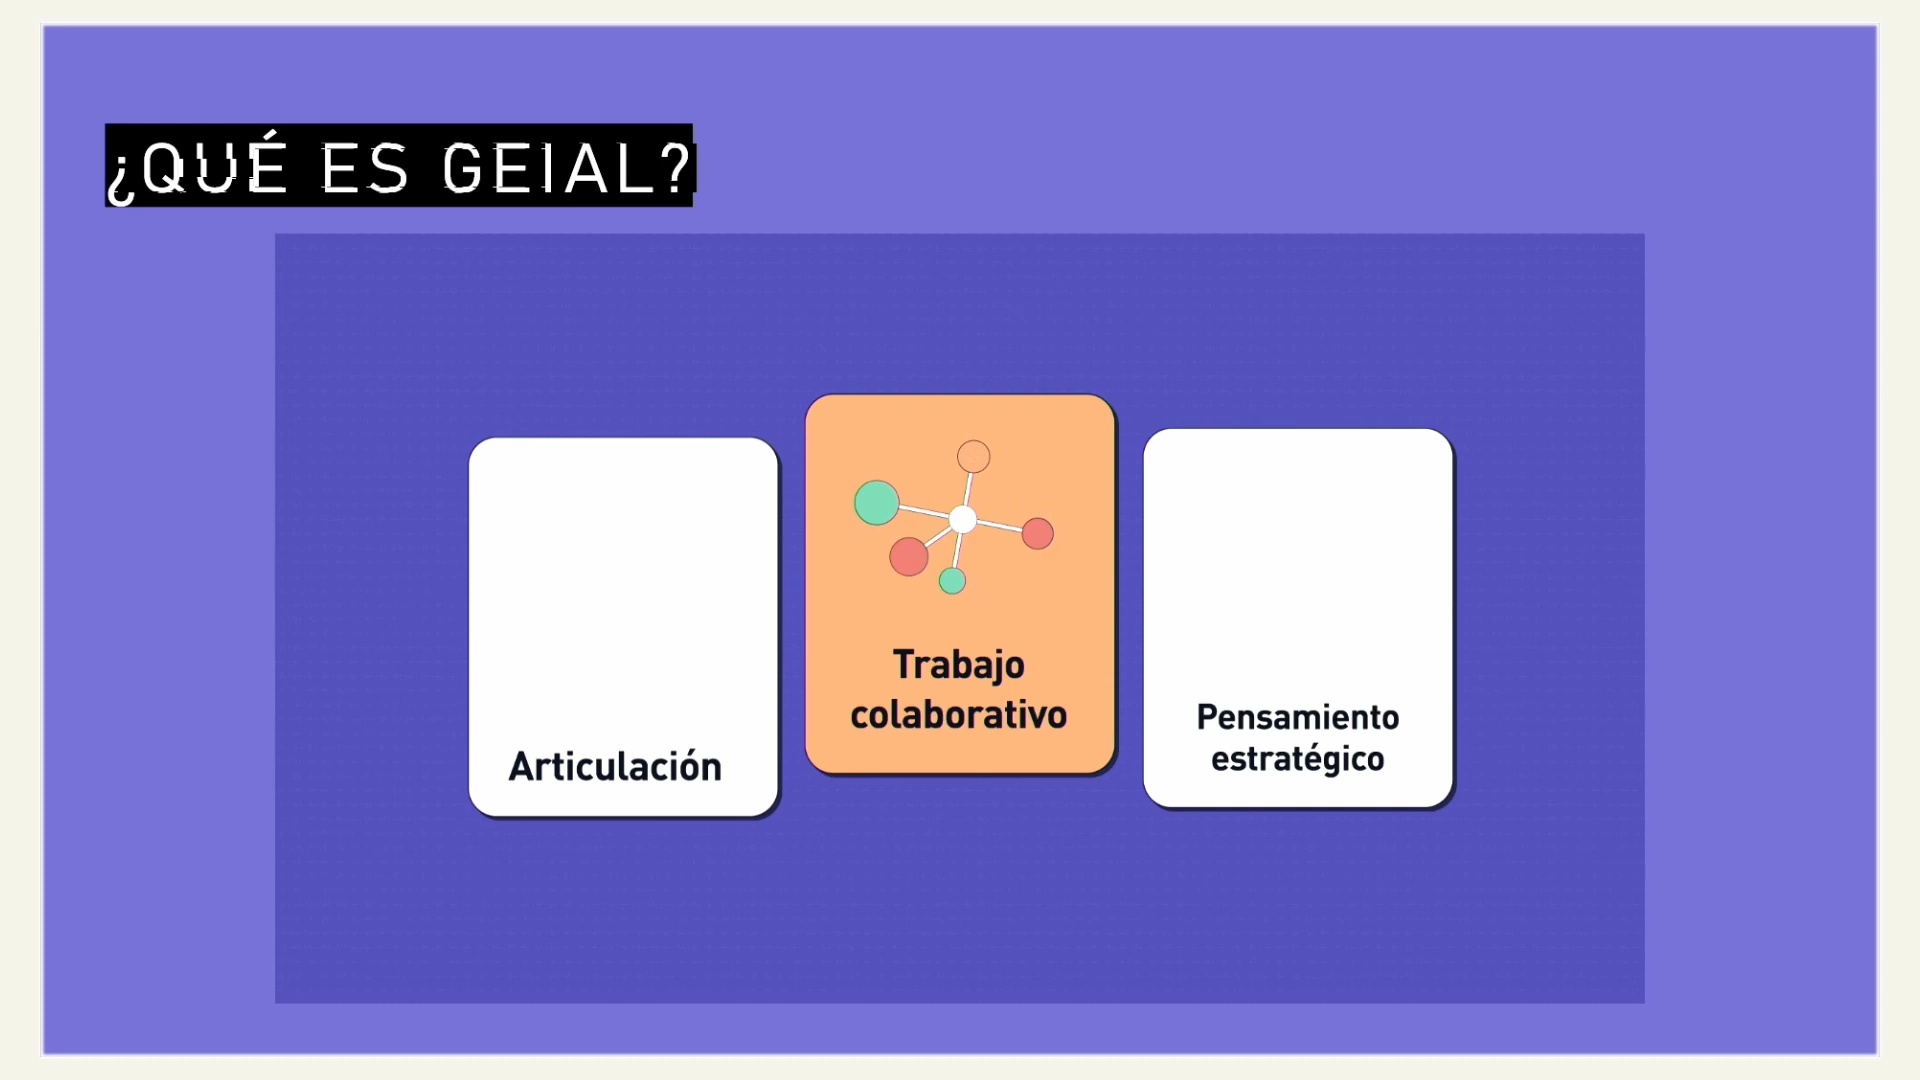 ¿QUÉ ES GEIAL?
Articulación
Trabajo
colaborativo
Pensamiento
estratégico